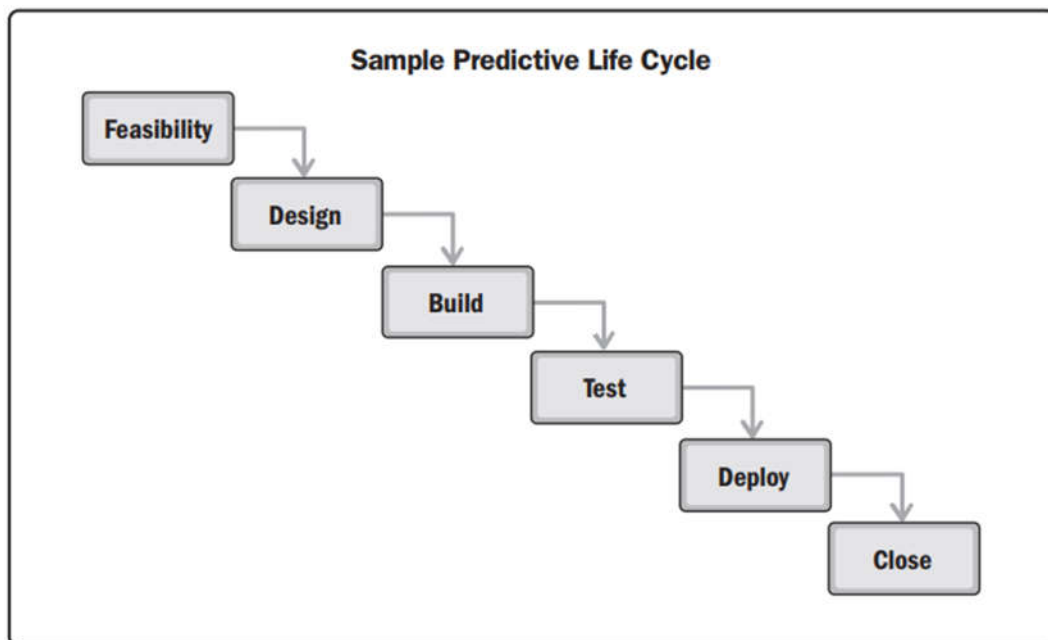 Sample Predictive Life Cycle
Feasibility
Design
Build
Test
Deploy
Close